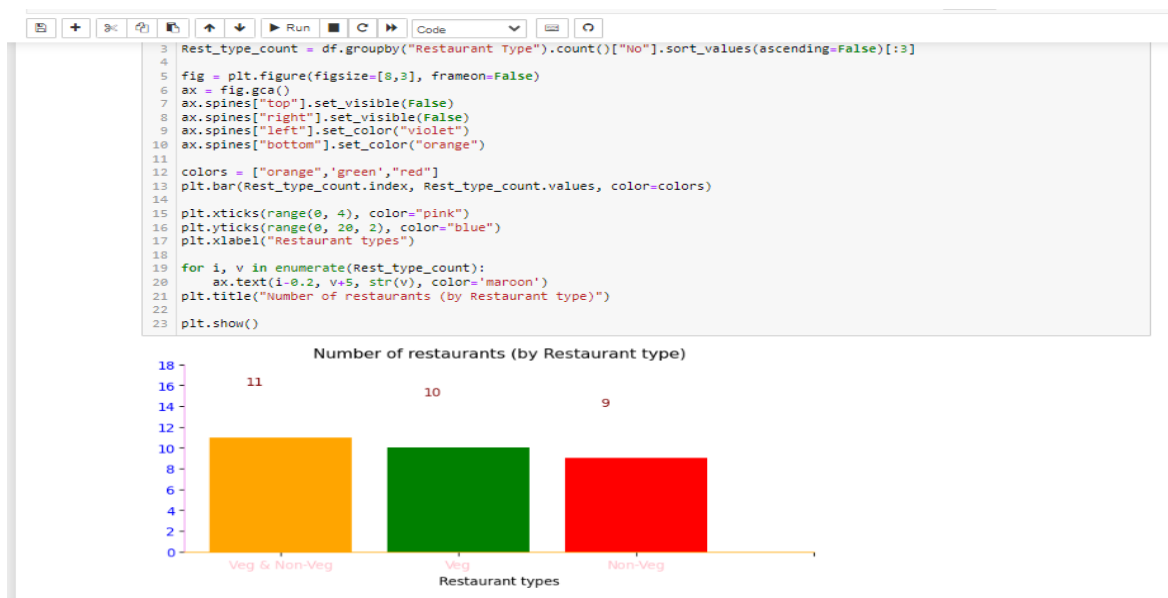 Run Code
3 Rest_type_count = df.groupby("Restaurant Type").count()["No"].sort_values(ascending=False)[:3]
4
5 fig = plt.figure(figsize=[8,3], frameon=False)
6 ax = fig.gca()
7 ax.spines["top"].set_visible(False)
8 ax.spines["right"].set_visible(False)
9 ax.spines["left"].set_color("violet")
10 ax.spines["bottom"].set_color("orange")
11
12 colors = ["orange",'green',"red"]
13 plt.bar(Rest_type_count.index, Rest_type_count.values, color=colors)
14
15 plt.xticks(range(0, 4), color="pink")
16 plt.yticks(range(0, 20, 2), color="blue")
17 plt.xlabel("Restaurant types")
18
19 for i, v in enumerate(Rest_type_count):
20     ax.text(i-0.2, v+5, str(v), color='maroon')
21 plt.title("Number of restaurants (by Restaurant type)")
22
23 plt.show()
Number of restaurants (by Restaurant type)
18
16 11
10
14 9
12
10
8
6
4
2
0
Veg & Non-Veg Veg Non-Veg
Restaurant types